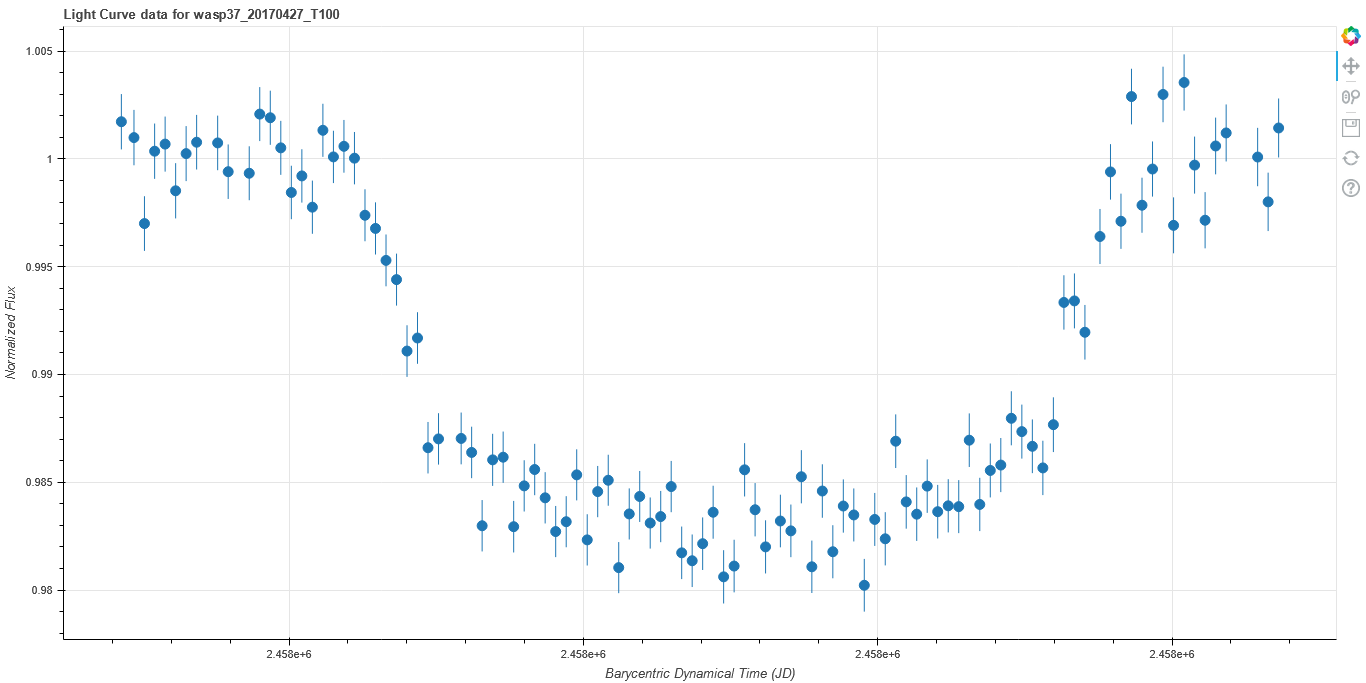 Light Curve data for wasp37_20170427_T100
1.005
1
0.995
0.99
0.985
0.98
Normalized Flux
2.458e+6 2.458e+6 2.458e+6 2.458e+6
Barycentric Dynamical Time (JD)